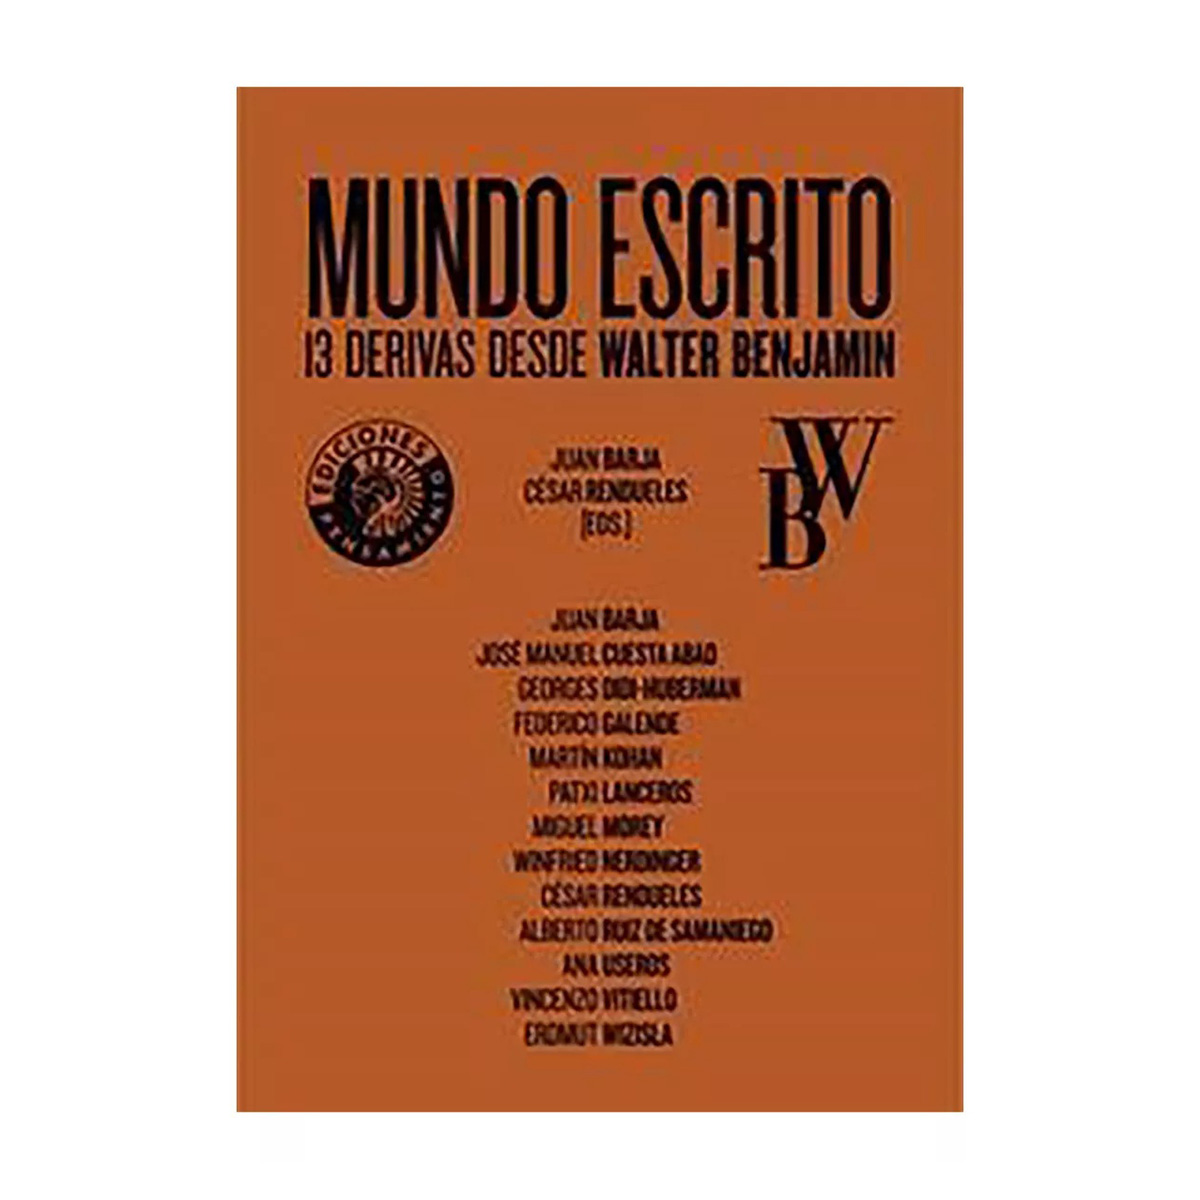 MUNDO ESCRITO
13 DERIVAS DESDE WALTER BENJAMIN
EDICIONES
PENSAMIENTO
JUAN BARJA
CÉSAR RENDUELES
[EDS.]
WB
JUAN BARJA
JOSÉ MANUEL CUESTA ABAD
GEORGES DIDI-HUBERMAN
FEDERICO GALENDE
MARTÍN KOHAN
PATXI LANCEROS
MIGUEL MOREY
WINFRIED NERDINGER
CÉSAR RENDUELES
ALBERTO RUIZ DE SAMANIEGO
ANA USEROS
VINCENZO VITIELLO
ERDMUT WIZISLA